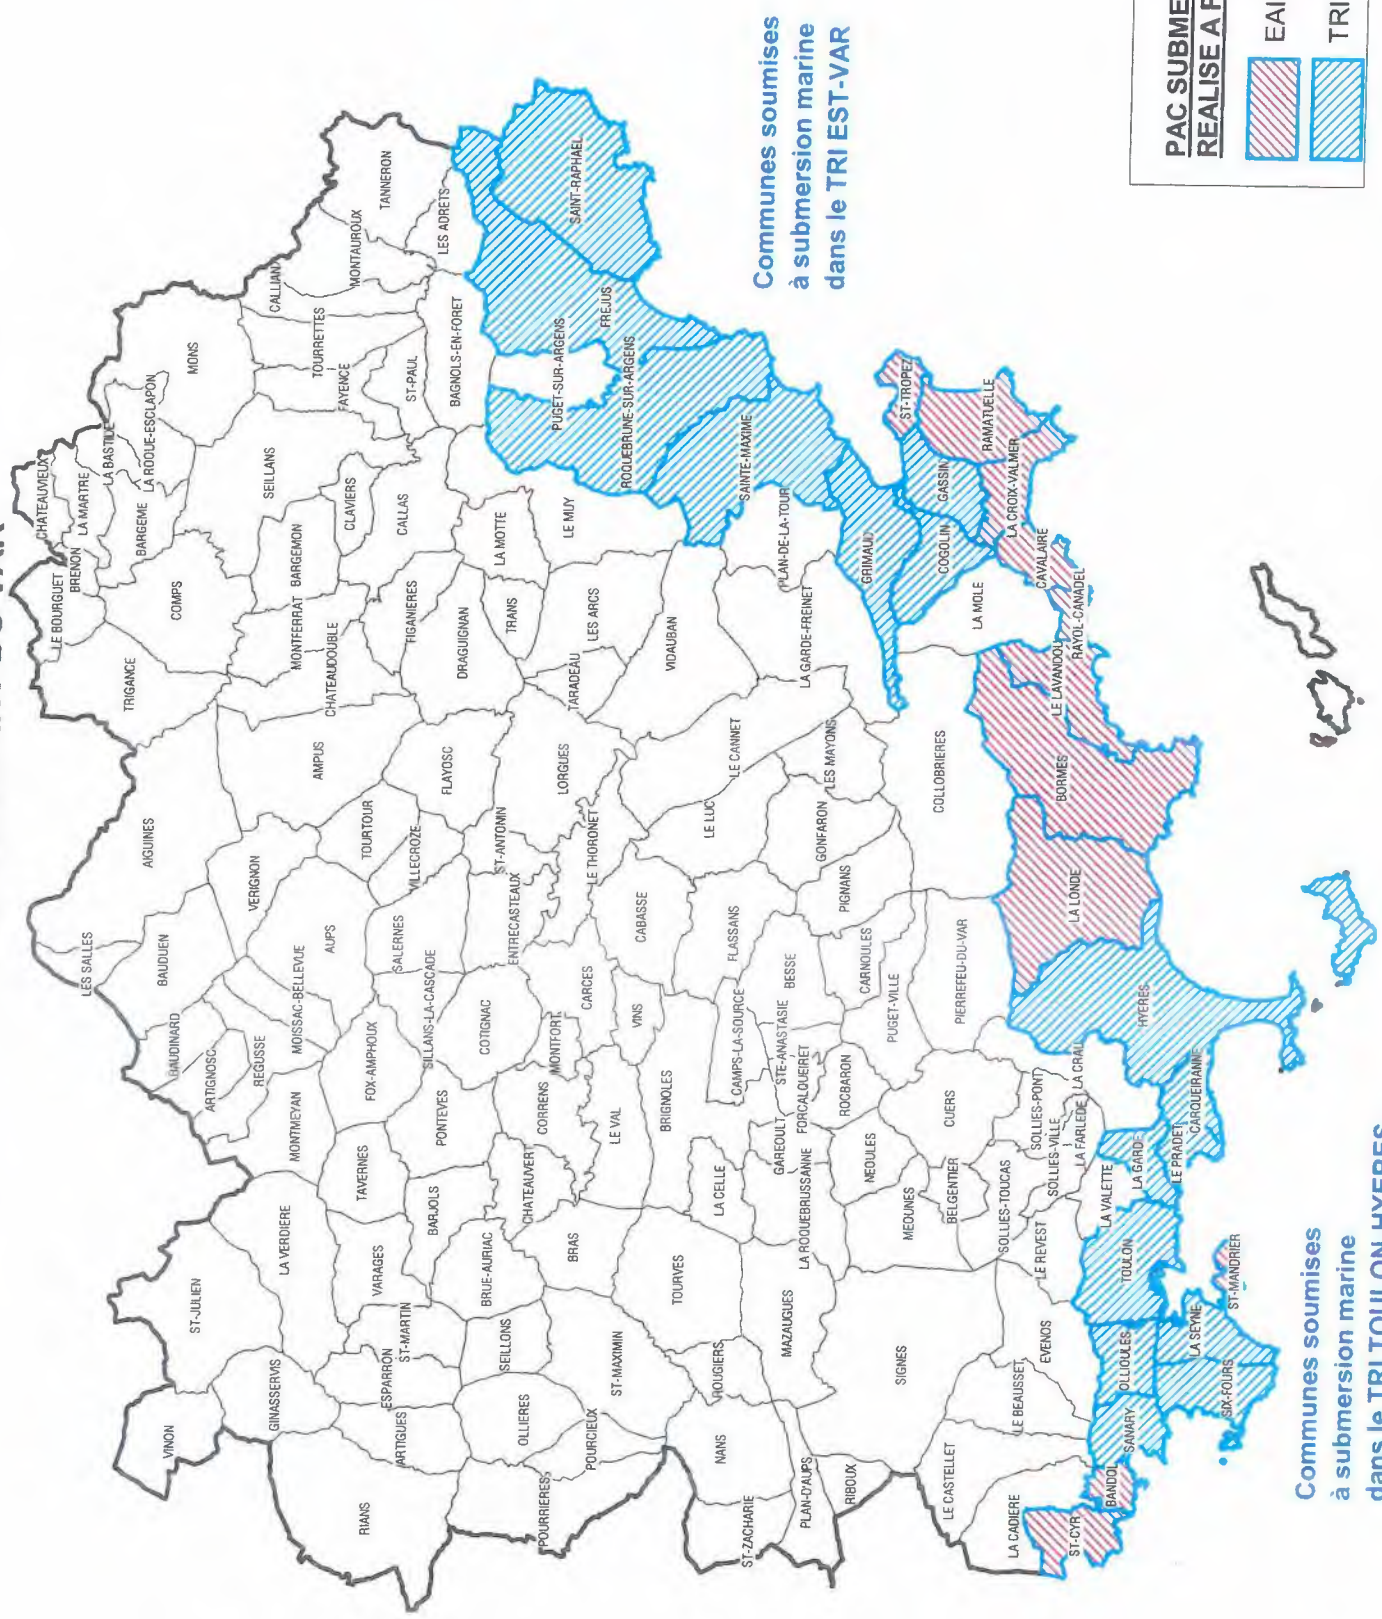 CHATEAUVIEUX
LE BOURGUET
BRENON
LA MARTRE
LA BASTIDE
LA ROQUE-ESCLAPON
BARGEME
TRIGANCE
COMPS
MONS
SEILLANS
CALLIAN
TOURRETTES
FAYENCE
MONTAUROUX
TANNERON
LES ADRETS
ST-PAUL
BAGNOLS-EN-FORET
LES SALLES
AIGUINES
BAUDUEN
VERIGNON
AMPUS
MONTFERRAT
CHATEAUDOUBLE
BARGEMON
CLAVIERS
CALLAS
FIGANIERES
DRAGUIGNAN
LA MOTTE
TRANS
LE MUY
LES ARCS
TARADEAU
VIDAUBAN
BAUDINARD
ARTIGNOSC
REGUSSE
MOISSAC-BELLEVUE
AUPS
TOURTOUR
VILLECROZE
FLAYOSC
SALERNES
SILLANS-LA-CASCADE
ST-ANTONIN
LORGUES
ENTRECASTEAUX
LE THORONET
MONTMEYAN
FOX-AMPHOUX
COTIGNAC
PONTEVES
TAVERNES
MONTFORT
CARCES
CABASSE
LE LUC
LE CANNET
LES MAYONS
GONFARON
PIGNANS
FLASSANS
BESSE
CARNOULES
PUGET-VILLE
PIERREFEU-DU-VAR
COLLOBRIERES
LA GARDE-FREINET
PLAN-DE-LA-TOUR
LA MOLE
VINON
ST-JULIEN
LA VERDIERE
GINASSERVIS
RIANS
VARAGES
ST-MARTIN
ESPARRON
ARTIGUES
BARJOLS
BRUE-AURIAC
SEILLONS
OLLIERES
POURCIEUX
POURRIERES
ST-MAXIMIN
BRAS
CHATEAUVERT
CORRENS
LE VAL
VINS
BRIGNOLES
CAMPS-LA-SOURCE
STE-ANASTASIE
FORCALQUEIRET
ROCBARON
GAREOULT
LA CELLE
TOURVES
ROUGIERS
NANS
ST-ZACHARIE
PLAN-D'AUPS
RIBOUX
MAZAUGUES
LA ROQUEBRUSSANNE
NEOULES
MEOUNES
CUERS
BELGENTIER
SIGNES
SOLLIES-TOUCAS
SOLLIES-PONT
SOLLIES-VILLE
LA FARLEDE
LA CRAU
LE REVEST
LA VALETTE
EVENOS
LE BEAUSSET
LE CASTELLET
LA CADIERE
ST-CYR
BANDOL
SANARY
OLLIOULES
SIX-FOURS
LA SEYNE
ST-MANDRIER
TOULON
LA GARDE
LE PRADET
CARQUEIRANNE
HYERES
LA LONDE
BORMES
LE LAVANDOU
RAYOL-CANADEL
CAVALAIRE
LA CROIX-VALMER
RAMATUELLE
ST-TROPEZ
GASSIN
COGOLIN
GRIMAUD
SAINTE-MAXIME
ROQUEBRUNE-SUR-ARGENS
PUGET-SUR-ARGENS
FREJUS
SAINT-RAPHAEL
Communes soumises
à submersion marine
dans le TRI EST-VAR
Communes soumises
à submersion marine
dans le TRI TOULON HYERES
PAC SUBME
REALISE A P
EAI
TRI